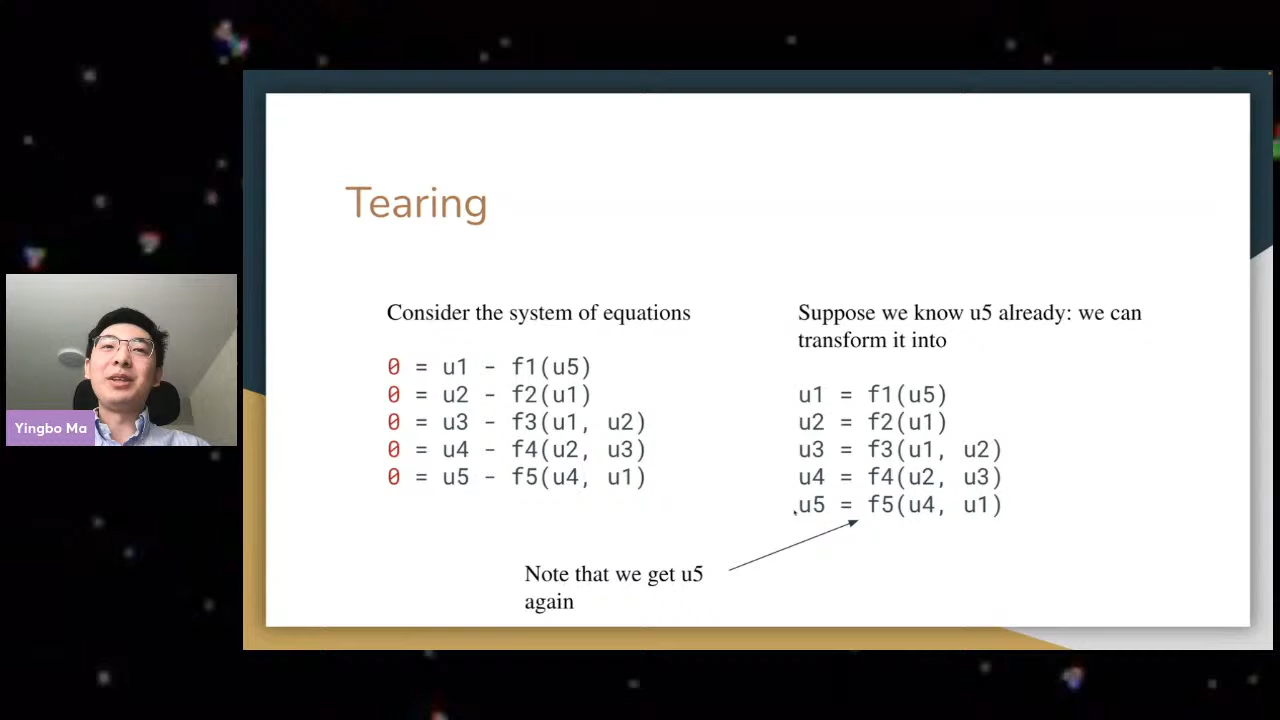 Tearing
Consider the system of equations
0 = u1 - f1(u5)
0 = u2 - f2(u1)
0 = u3 - f3(u1, u2)
0 = u4 - f4(u2, u3)
0 = u5 - f5(u4, u1)
Suppose we know u5 already: we can
transform it into
u1 = f1(u5)
u2 = f2(u1)
u3 = f3(u1, u2)
u4 = f4(u2, u3)
u5 = f5(u4, u1)
Note that we get u5
again
Yingbo Ma